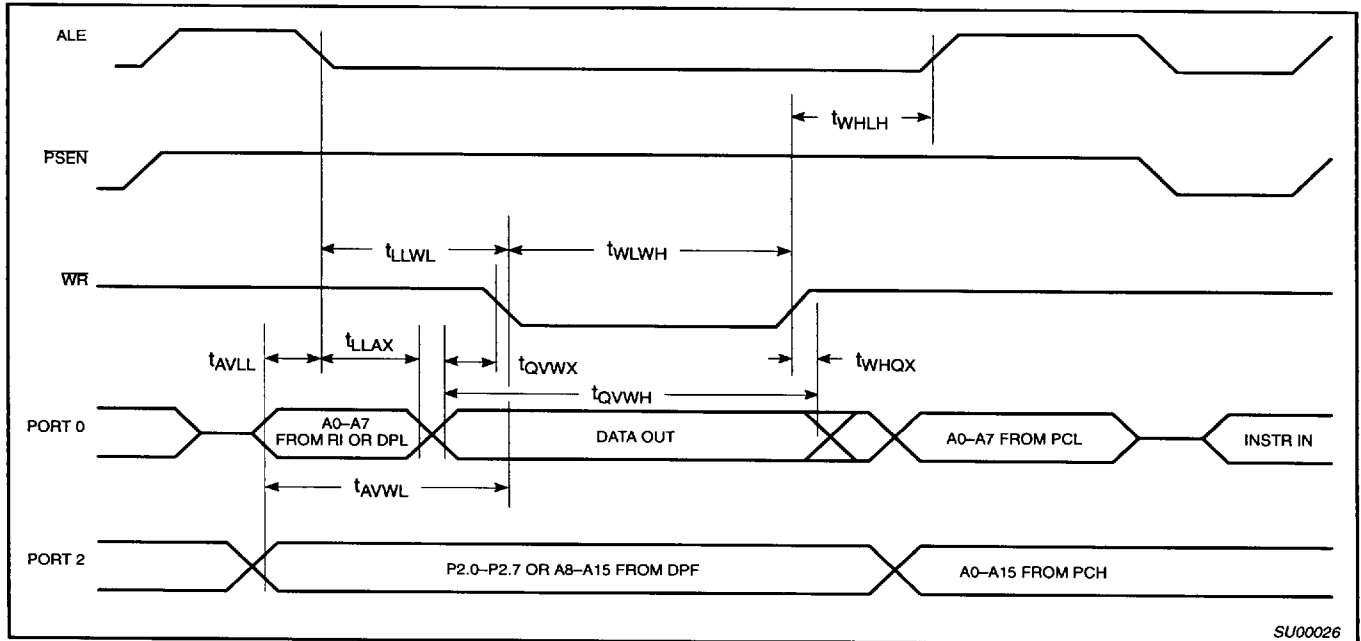 ALE
tWHLH
PSEN
tLLWL
tWLWH
WR
tAVLL
tLLAX
tQVWX
tWHQX
tQVWH
PORT 0
A0–A7
FROM RI OR DPL
DATA OUT
A0–A7 FROM PCL
INSTR IN
tAVWL
PORT 2
P2.0–P2.7 OR A8–A15 FROM DPF
A0–A15 FROM PCH
SU00026